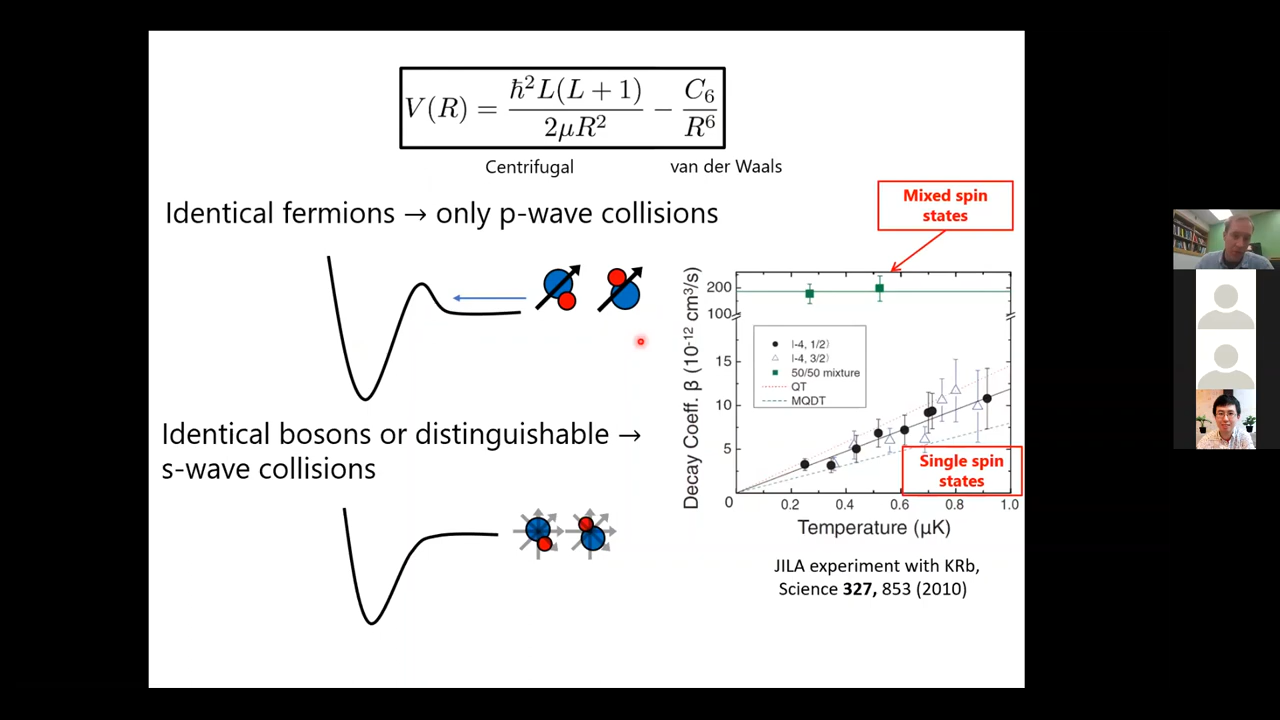 V(R) = ħ²L(L + 1) / 2μR² − C₆ / R⁶
Centrifugal
van der Waals
Identical fermions → only p-wave collisions
Mixed spin
states
Identical bosons or distinguishable →
s-wave collisions
Decay Coeff. β (10⁻¹² cm³/s)
200
100
15
10
5
0
|-4, 1/2⟩
|-4, 3/2⟩
50/50 mixture
QT
MQDT
Single spin
states
0.2
0.4
0.6
0.8
1.0
Temperature (μK)
JILA experiment with KRb,
Science 327, 853 (2010)